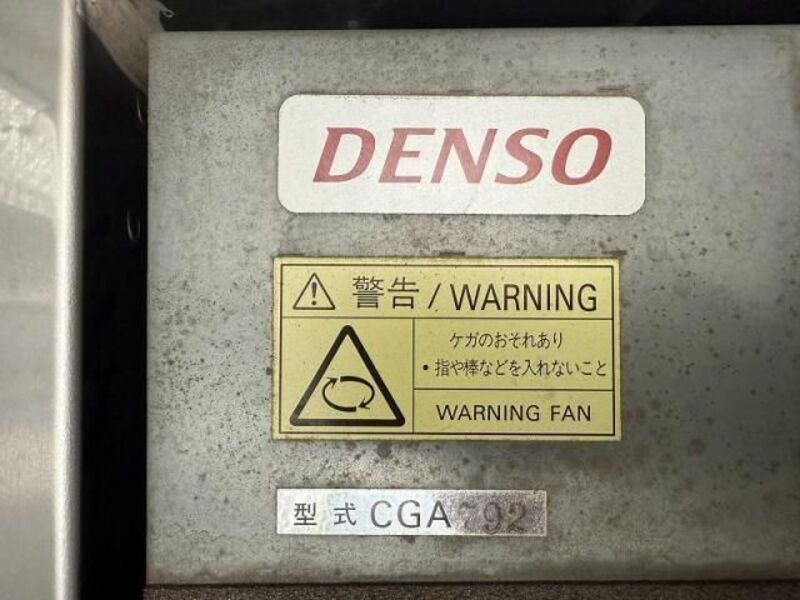 DENSO
警告/WARNING
ケガのおそれあり
・指や棒などを入れないこと
WARNING FAN
型式 CGA792